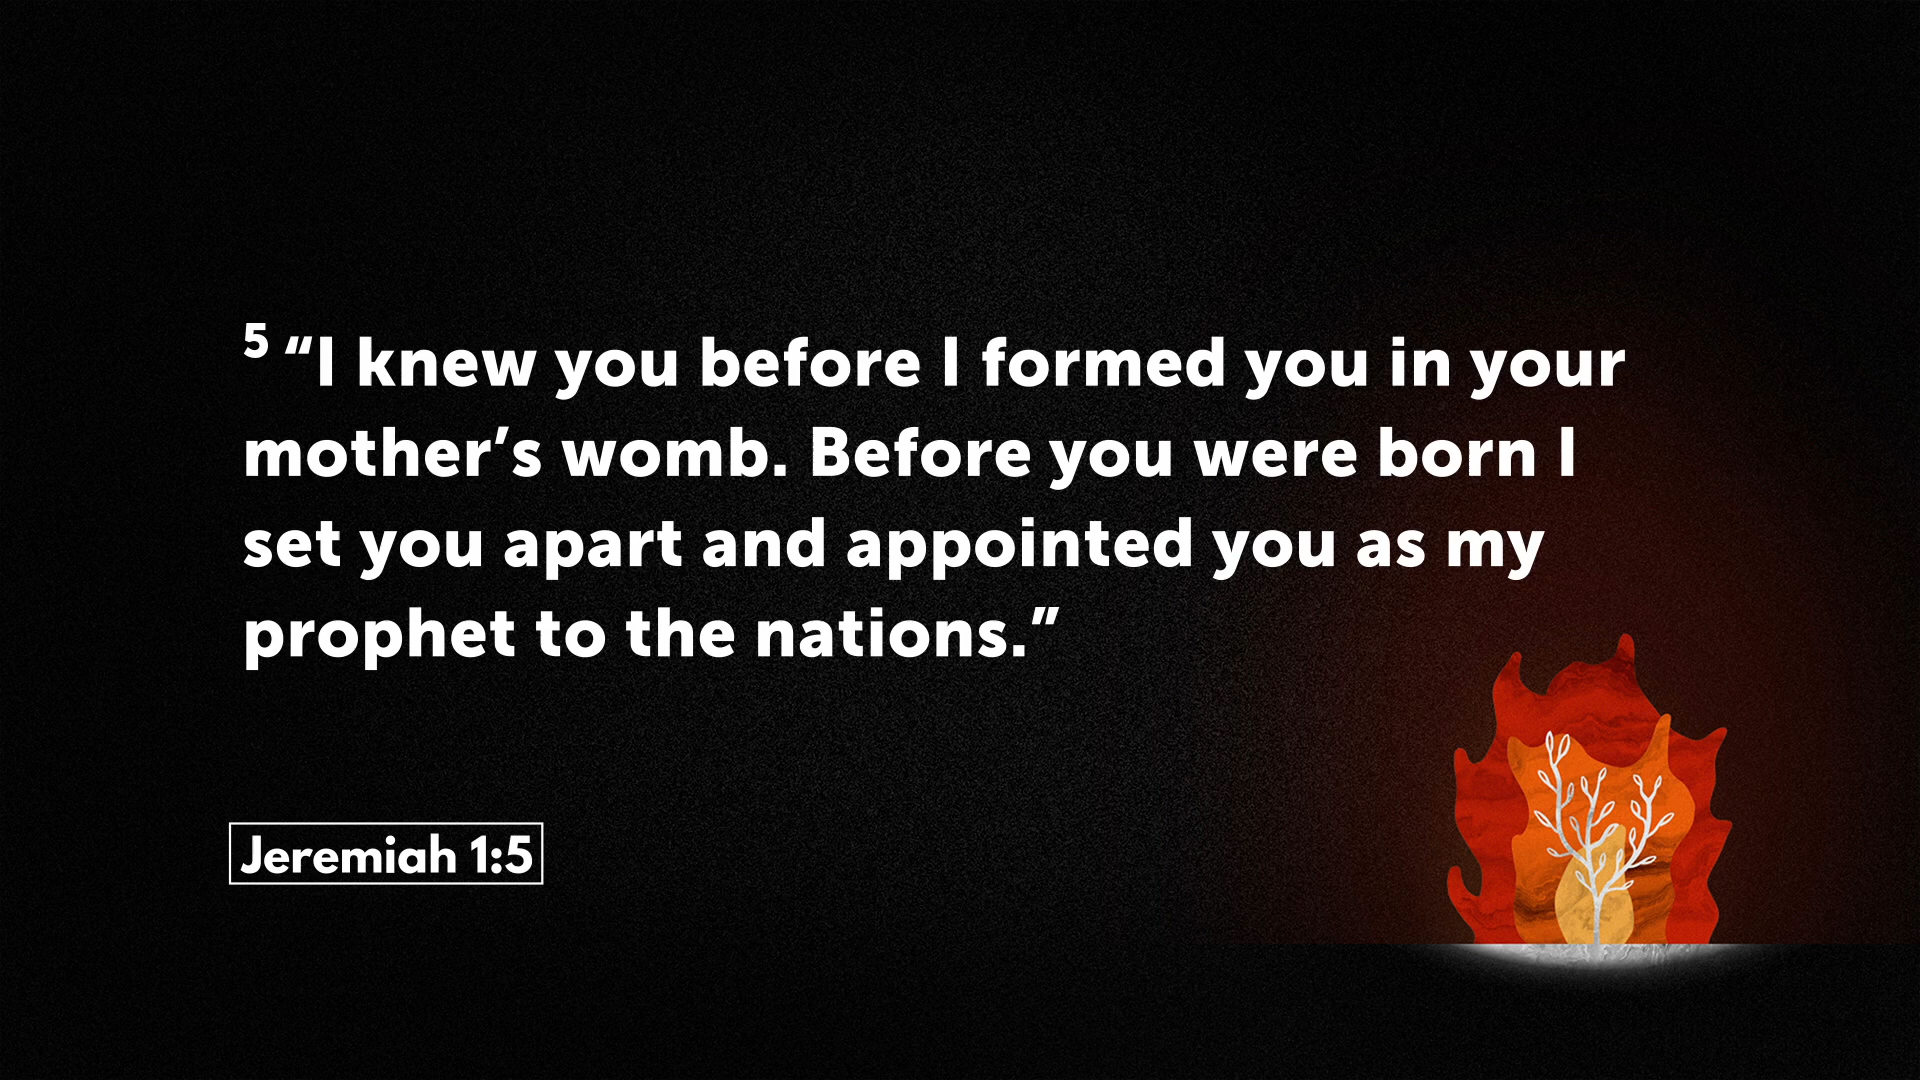 5 “I knew you before I formed you in your
mother’s womb. Before you were born I
set you apart and appointed you as my
prophet to the nations.”
Jeremiah 1:5